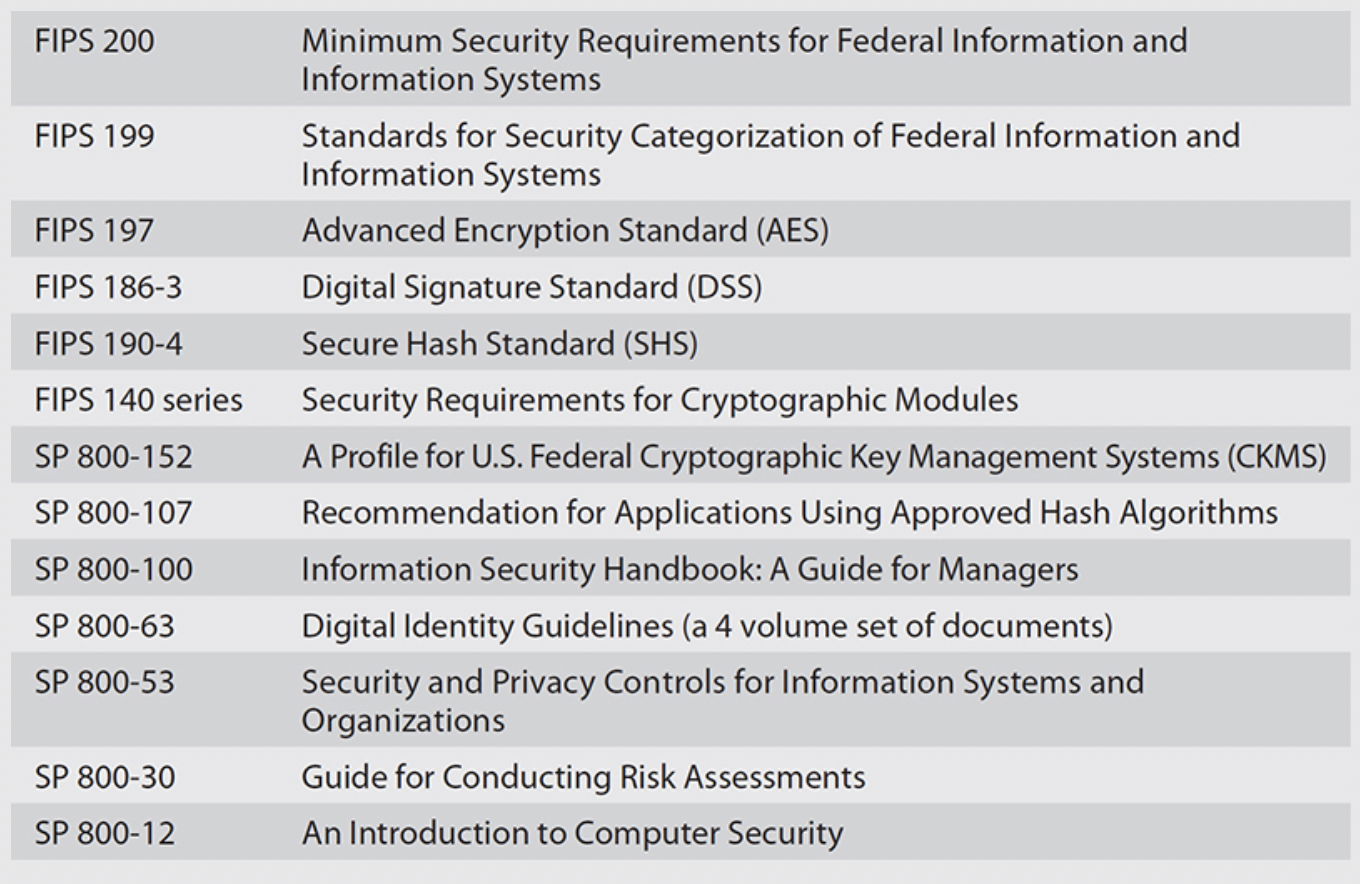 FIPS 200 Minimum Security Requirements for Federal Information and
Information Systems
FIPS 199 Standards for Security Categorization of Federal Information and
Information Systems
FIPS 197 Advanced Encryption Standard (AES)
FIPS 186-3 Digital Signature Standard (DSS)
FIPS 190-4 Secure Hash Standard (SHS)
FIPS 140 series Security Requirements for Cryptographic Modules
SP 800-152 A Profile for U.S. Federal Cryptographic Key Management Systems (CKMS)
SP 800-107 Recommendation for Applications Using Approved Hash Algorithms
SP 800-100 Information Security Handbook: A Guide for Managers
SP 800-63 Digital Identity Guidelines (a 4 volume set of documents)
SP 800-53 Security and Privacy Controls for Information Systems and
Organizations
SP 800-30 Guide for Conducting Risk Assessments
SP 800-12 An Introduction to Computer Security